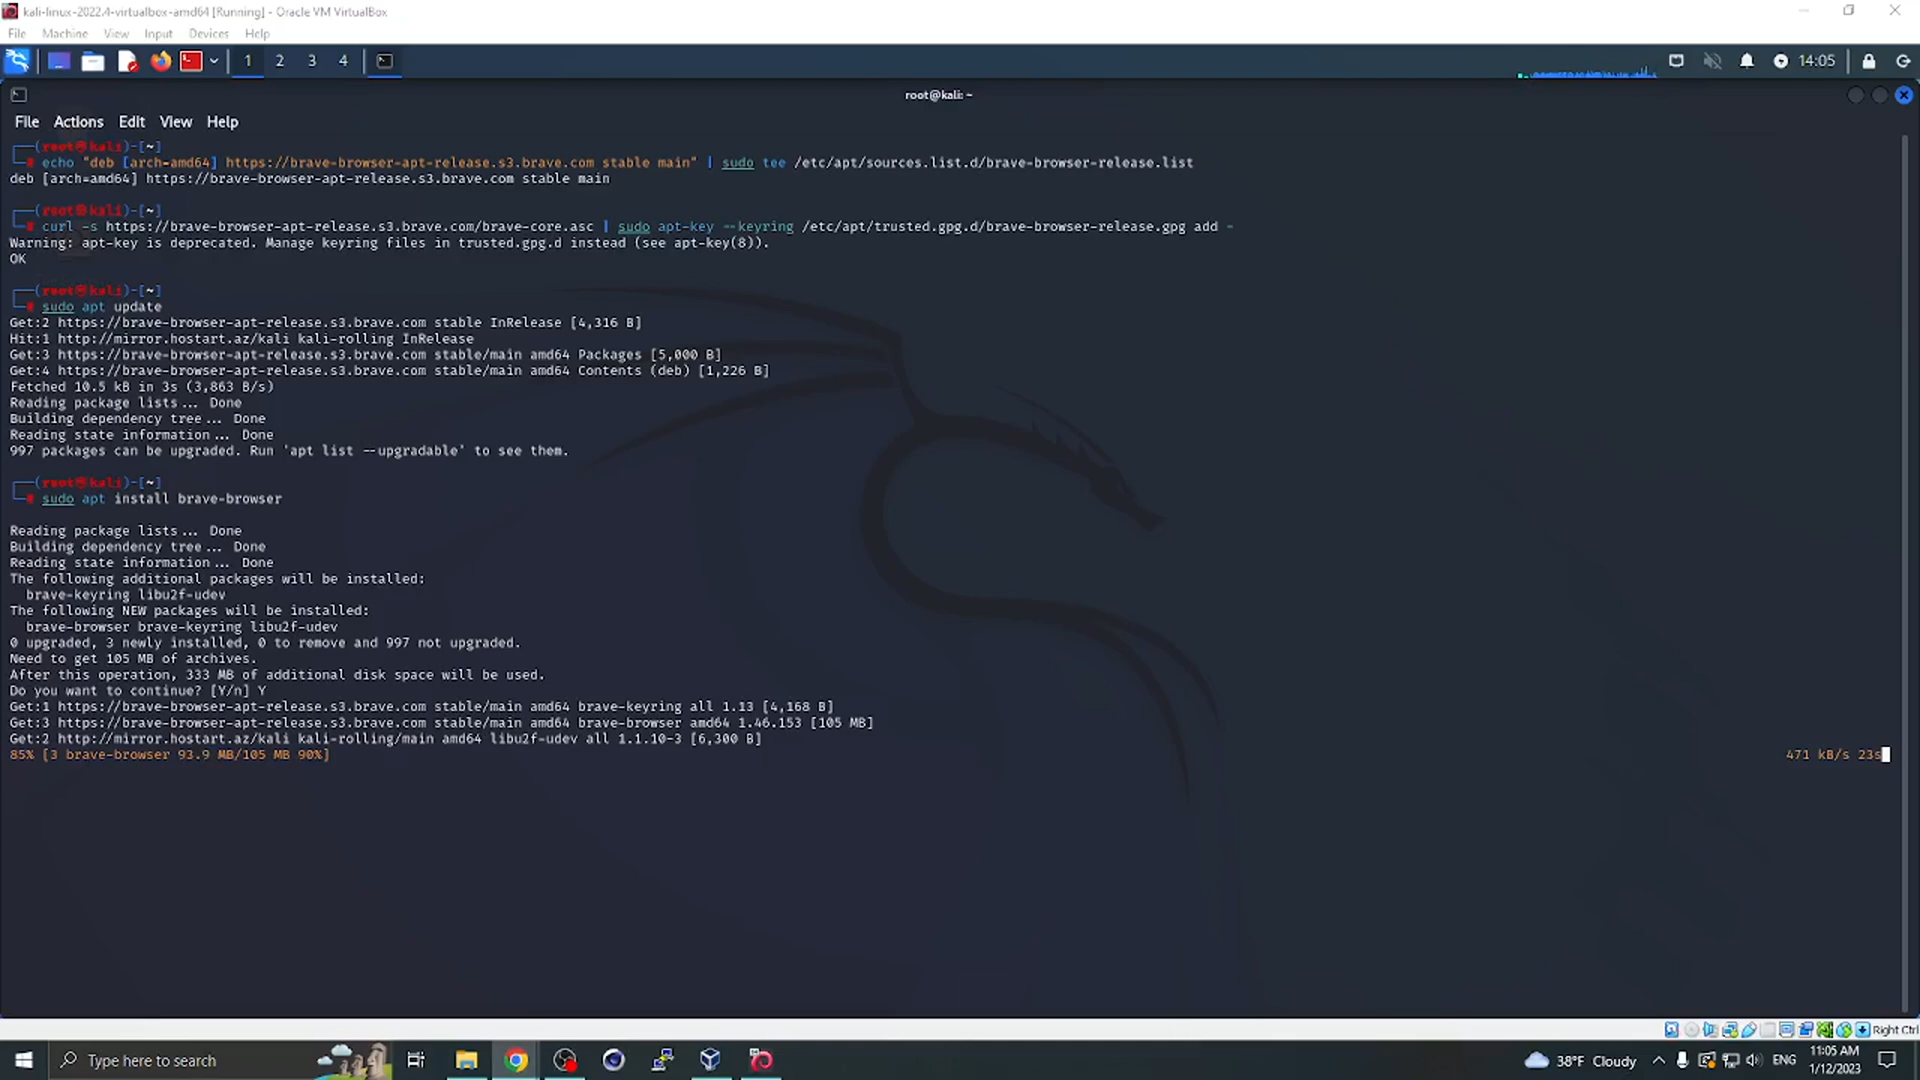 kali-linux-2022.4-virtualbox-amd64 [Running] - Oracle VM VirtualBox
File Machine View Input Devices Help
1 2 3 4 14:05
root@kali: ~
File Actions Edit View Help
(root㉿kali)-[~]
# echo "deb [arch=amd64] https://brave-browser-apt-release.s3.brave.com stable main" | sudo tee /etc/apt/sources.list.d/brave-browser-release.list
deb [arch=amd64] https://brave-browser-apt-release.s3.brave.com stable main
(root㉿kali)-[~]
# curl -s https://brave-browser-apt-release.s3.brave.com/brave-core.asc | sudo apt-key --keyring /etc/apt/trusted.gpg.d/brave-browser-release.gpg add -
Warning: apt-key is deprecated. Manage keyring files in trusted.gpg.d instead (see apt-key(8)).
OK
(root㉿kali)-[~]
# sudo apt update
Get:2 https://brave-browser-apt-release.s3.brave.com stable InRelease [4,316 B]
Hit:1 http://mirror.hostart.az/kali kali-rolling InRelease
Get:3 https://brave-browser-apt-release.s3.brave.com stable/main amd64 Packages [5,000 B]
Get:4 https://brave-browser-apt-release.s3.brave.com stable/main amd64 Contents (deb) [1,226 B]
Fetched 10.5 kB in 3s (3,863 B/s)
Reading package lists... Done
Building dependency tree... Done
Reading state information... Done
997 packages can be upgraded. Run 'apt list --upgradable' to see them.
(root㉿kali)-[~]
# sudo apt install brave-browser
Reading package lists... Done
Building dependency tree... Done
Reading state information... Done
The following additional packages will be installed:
brave-keyring libu2f-udev
The following NEW packages will be installed:
brave-browser brave-keyring libu2f-udev
0 upgraded, 3 newly installed, 0 to remove and 997 not upgraded.
Need to get 105 MB of archives.
After this operation, 333 MB of additional disk space will be used.
Do you want to continue? [Y/n] Y
Get:1 https://brave-browser-apt-release.s3.brave.com stable/main amd64 brave-keyring all 1.13 [4,168 B]
Get:3 https://brave-browser-apt-release.s3.brave.com stable/main amd64 brave-browser amd64 1.46.153 [105 MB]
Get:2 http://mirror.hostart.az/kali kali-rolling/main amd64 libu2f-udev all 1.1.10-3 [6,300 B]
85% [3 brave-browser 93.9 MB/105 MB 90%] 471 kB/s 23s
Right Ctrl
Type here to search 38°F Cloudy ENG 11:05 AM
1/12/2023